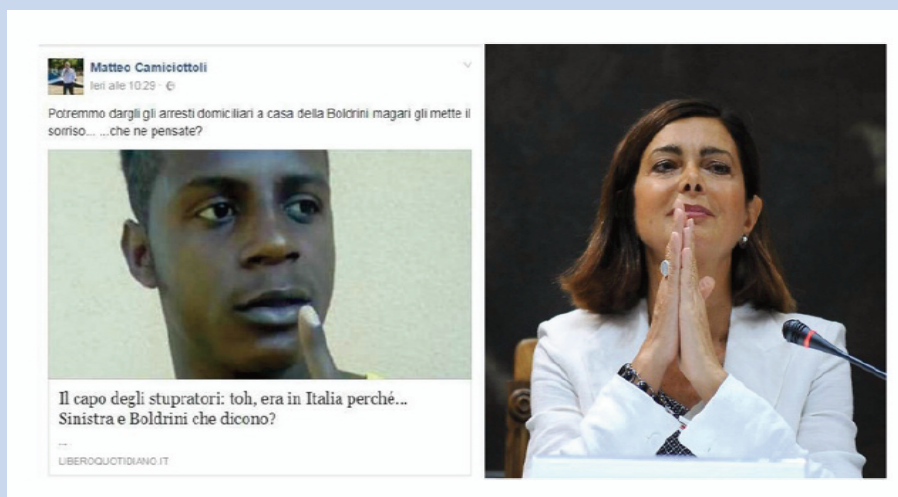 Matteo Camiciottoli
Ieri alle 10:29 ·
Potremmo dargli gli arresti domiciliari a casa della Boldrini magari gli mette il
sorriso... ...che ne pensate?
Il capo degli stupratori: toh, era in Italia perché...
Sinistra e Boldrini che dicono?
...
LIBEROQUOTIDIANO.IT